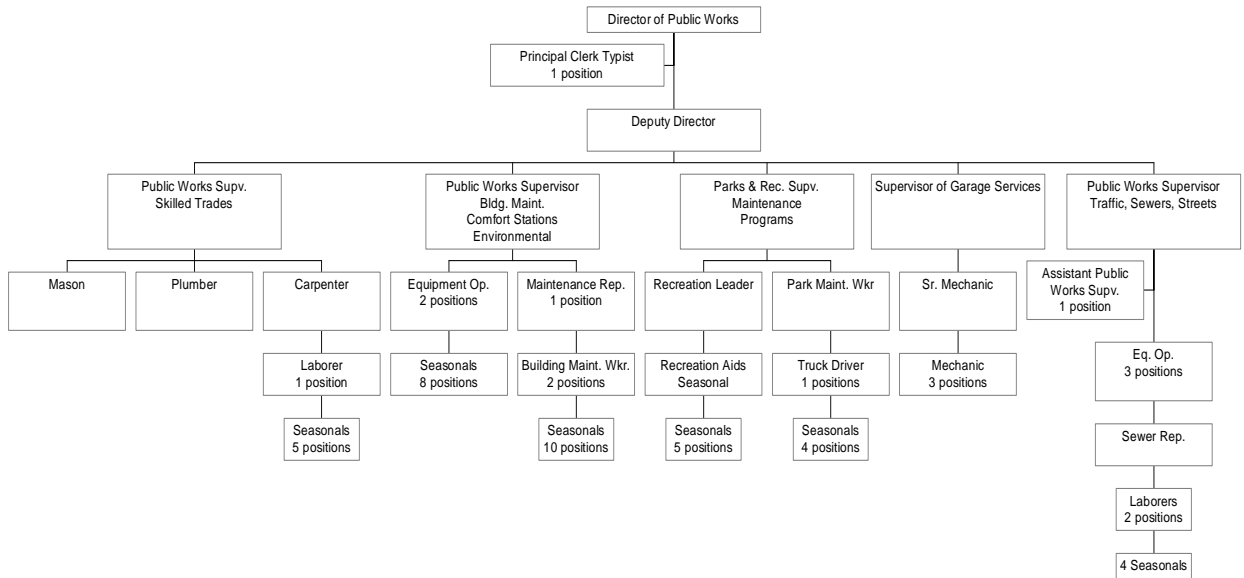 Director of Public Works
Principal Clerk Typist
1 position
Deputy Director
Public Works Supv.
Skilled Trades
Public Works Supervisor
Bldg. Maint.
Comfort Stations
Environmental
Parks & Rec. Supv.
Maintenance
Programs
Supervisor of Garage Services
Public Works Supervisor
Traffic, Sewers, Streets
Mason
Plumber
Carpenter
Equipment Op.
2 positions
Maintenance Rep.
1 position
Recreation Leader
Park Maint. Wkr
Sr. Mechanic
Assistant Public
Works Supv.
1 position
Laborer
1 position
Seasonals
8 positions
Building Maint. Wkr.
2 positions
Recreation Aids
Seasonal
Truck Driver
1 positions
Mechanic
3 positions
Eq. Op.
3 positions
Seasonals
5 positions
Seasonals
10 positions
Seasonals
5 positions
Seasonals
4 positions
Sewer Rep.
Laborers
2 positions
4 Seasonals